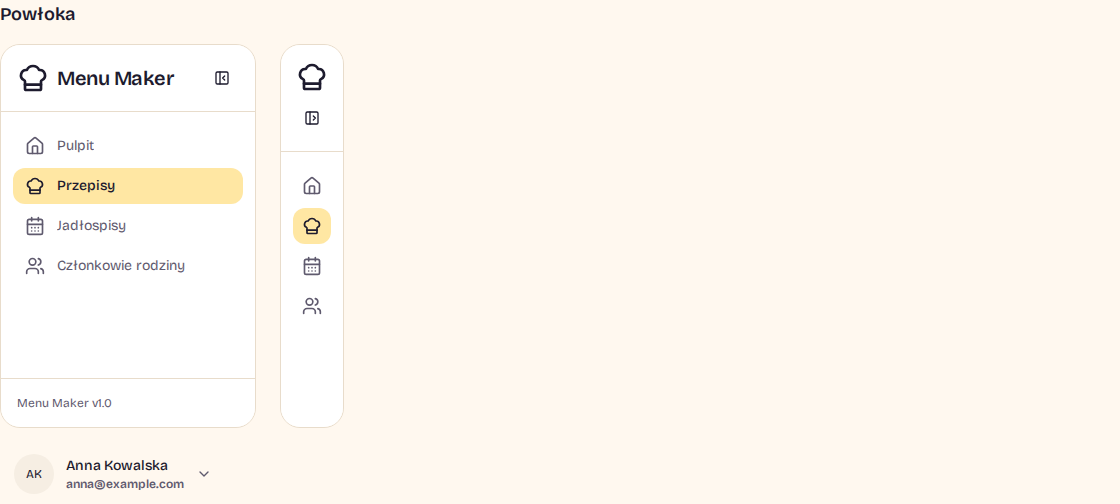 Powłoka
Menu Maker
Pulpit
Przepisy
Jadłospisy
Członkowie rodziny
Menu Maker v1.0
AK
Anna Kowalska
anna@example.com